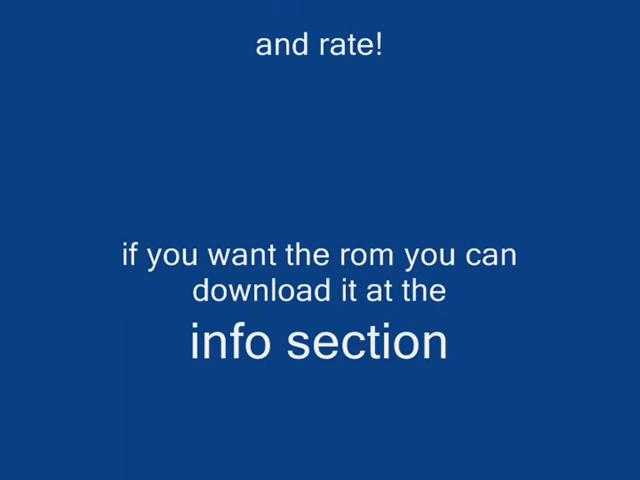 and rate!
if you want the rom you can
download it at the
info section